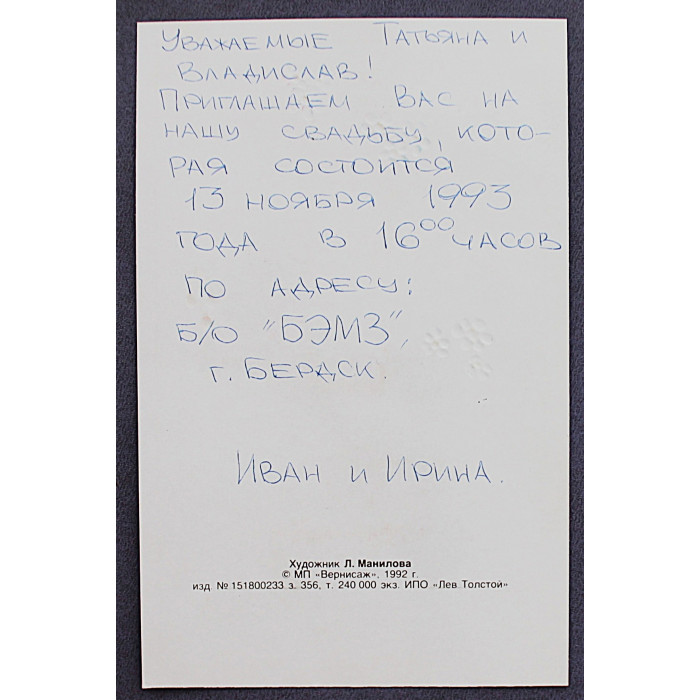 Уважаемые Татьяна и
Владислав!
Приглашаем Вас на
нашу свадьбу, кото-
рая состоится
13 ноября 1993
года в 16⁰⁰ часов
по адресу:
б/о "БЭМЗ",
г. Бердск.
Иван и Ирина.
Художник Л. Манилова
© МП «Вернисаж», 1992 г.
изд. № 151800233 з. 356, т. 240 000 экз. ИПО «Лев Толстой»